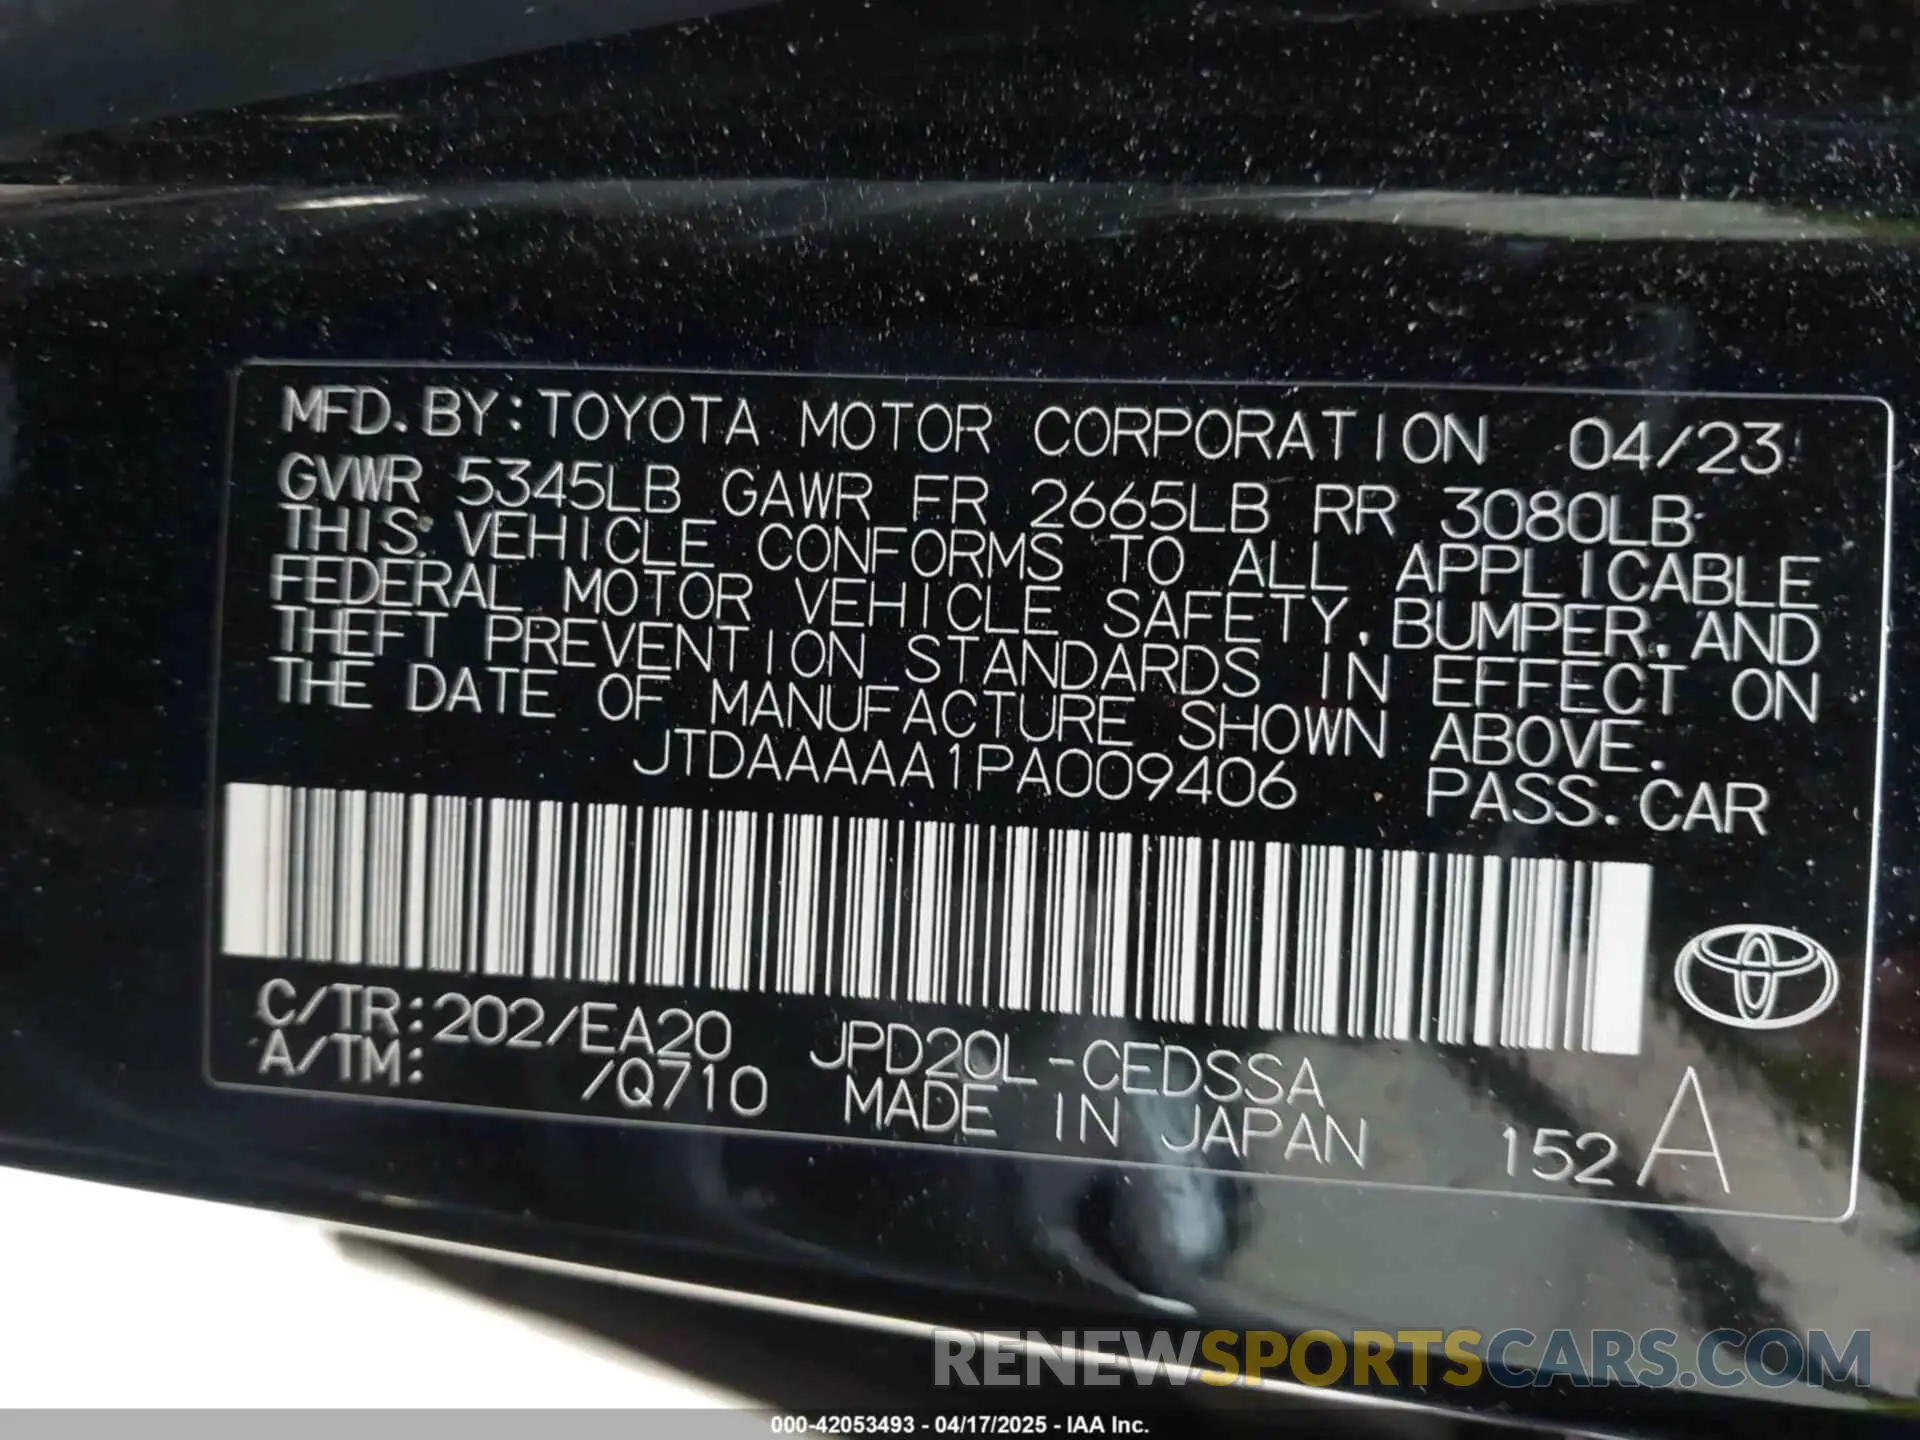 MFD. BY: TOYOTA MOTOR CORPORATION 04/23
GVWR 5345LB GAWR FR 2665LB RR 3080LB
THIS VEHICLE CONFORMS TO ALL APPLICABLE
FEDERAL MOTOR VEHICLE SAFETY, BUMPER, AND
THEFT PREVENTION STANDARDS IN EFFECT ON
THE DATE OF MANUFACTURE SHOWN ABOVE.
JTDAAAAA1PA009406 PASS. CAR
C/TR: 202/EA20 JPD20L-CEDSSA
A/TM: /Q710 MADE IN JAPAN 152 A
RENEWSPORTSCARS.COM
000-42053493 - 04/17/2025 - IAA Inc.